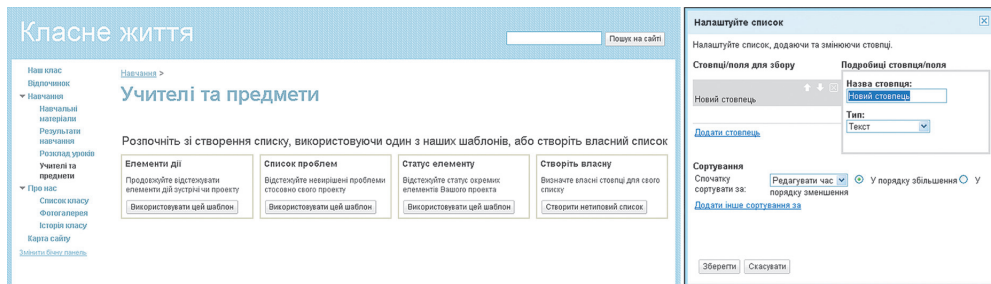 Класне життя
Пошук на сайті
Наш клас
Відпочинок
Навчання
Навчальні
матеріали
Результати
навчання
Розклад уроків
Учителі та
предмети
Про нас
Список класу
Фотогалерея
Історія класу
Карта сайту
Змінити бічну панель
Навчання >
Учителі та предмети
Розпочніть зі створення списку, використовуючи один з наших шаблонів, або створіть власний список
Елементи дії
Продовжуйте відстежувати
елементи дій зустрічі чи проекту
Використовувати цей шаблон
Список проблем
Відстежуйте невирішені проблеми
стосовно свого проекту
Використовувати цей шаблон
Статус елементу
Відстежуйте статус окремих
елементів Вашого проекта
Використовувати цей шаблон
Створіть власну
Визначте власні стовпці для свого
списку
Створити нетиповий список
Налаштуйте список
Налаштуйте список, додаючи та змінюючи стовпці.
Стовпці/поля для збору
Новий стовпець
Додати стовпець
Подробиці стовпця/поля
Назва стовпця:
Новий стовпець
Тип:
Текст
Сортування
Спочатку
сортувати за:
Редагувати час
У порядку збільшення
У
порядку зменшення
Додати інше сортування за
Зберегти
Скасувати